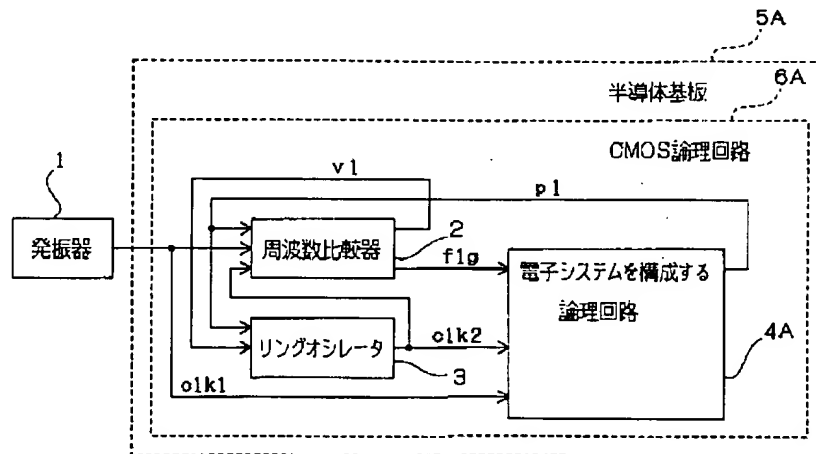 5A
半導体基板
6A
CMOS論理回路
1
v1
p1
発振器
周波数比較器
2
f1g
電子システムを構成する
論理回路
リングオシレータ
clk2
3
4A
clk1